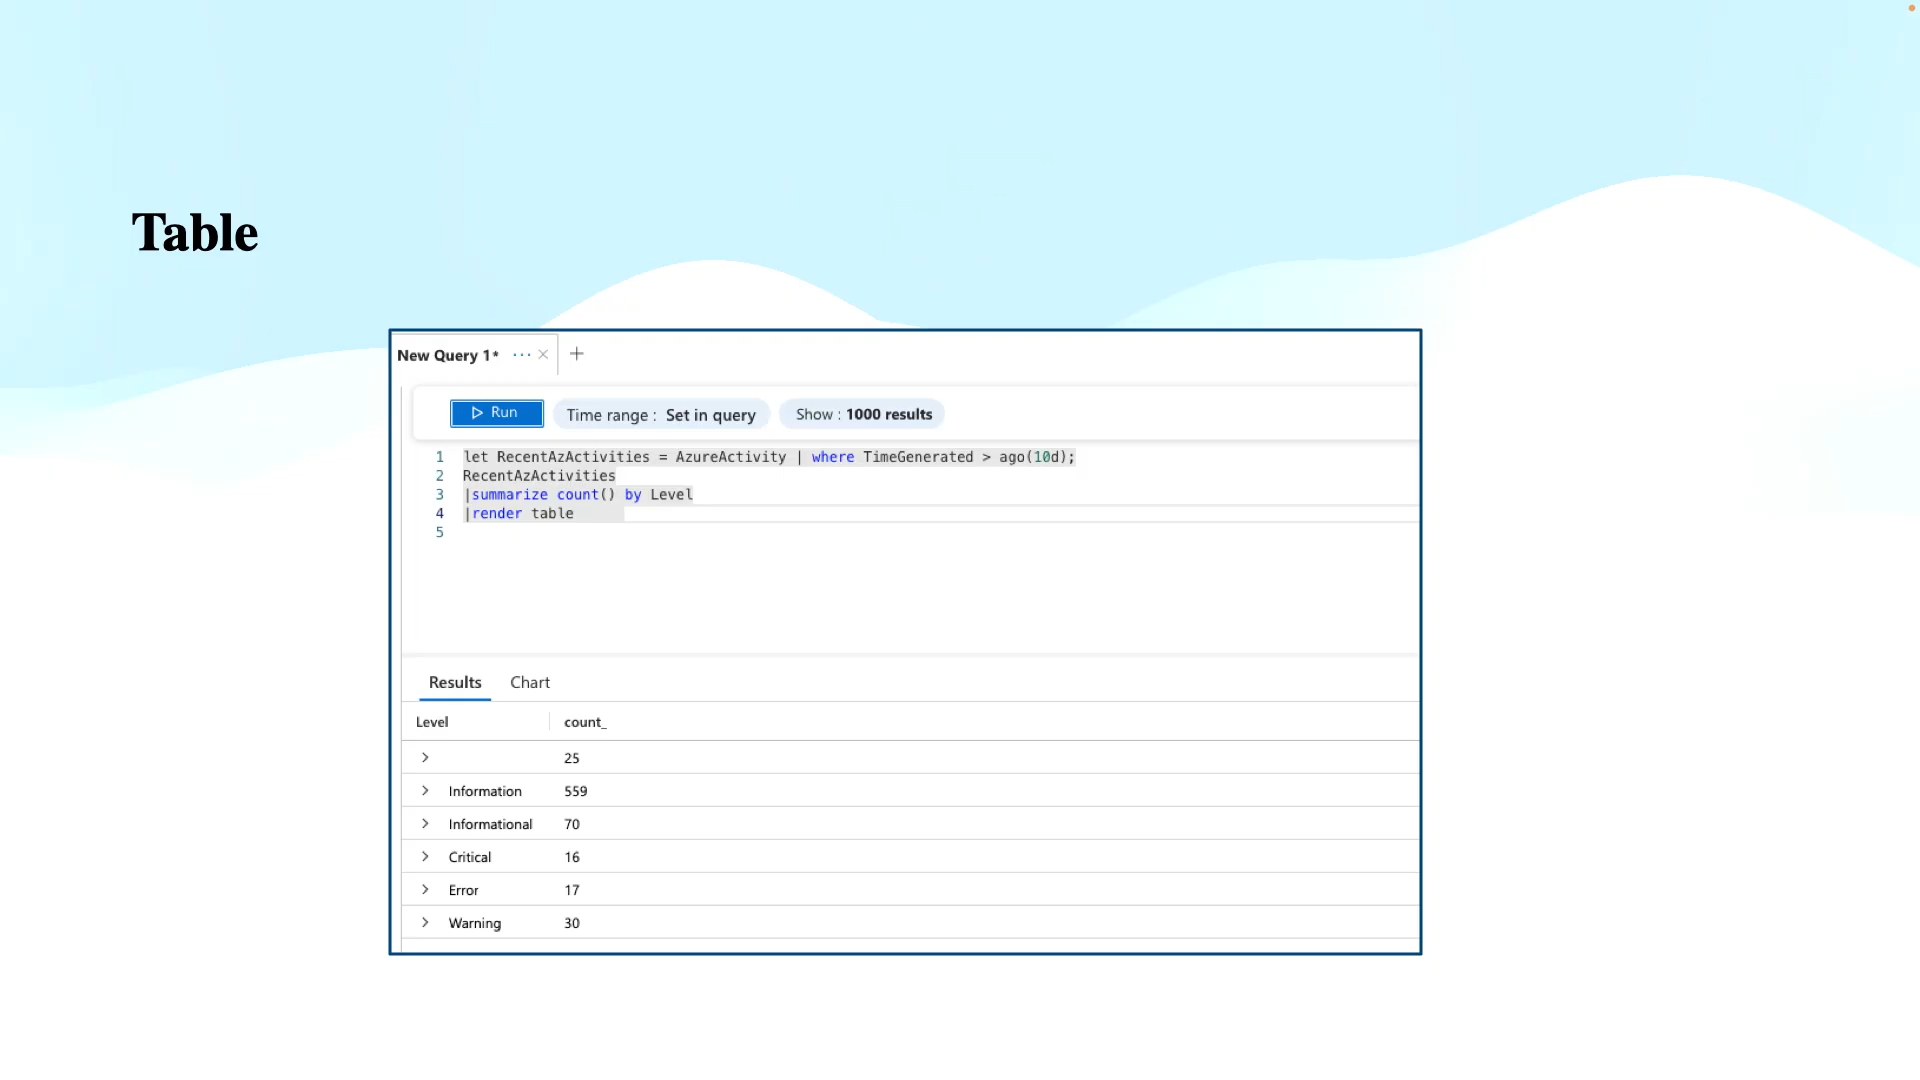 Table
New Query 1* ··· × +
▷ Run Time range : Set in query Show : 1000 results
1 let RecentAzActivities = AzureActivity | where TimeGenerated > ago(10d);
2 RecentAzActivities
3 |summarize count() by Level
4 |render table
5
Results Chart
Level count_
> 25
> Information 559
> Informational 70
> Critical 16
> Error 17
> Warning 30